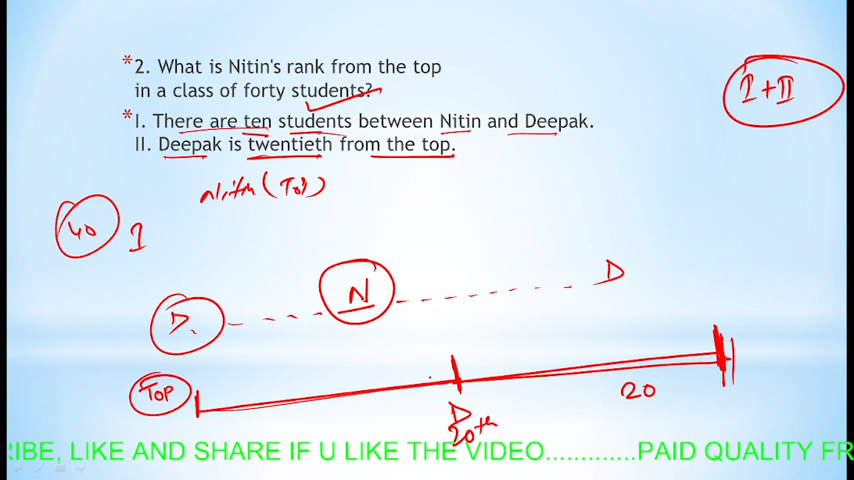 *2. What is Nitin's rank from the top
in a class of forty students?
*I. There are ten students between Nitin and Deepak.
II. Deepak is twentieth from the top.
I + II
(Top)
40 I
D
N
D
TOP
20
D
20th
RIBE, LIKE AND SHARE IF U LIKE THE VIDEO.............PAID QUALITY FR